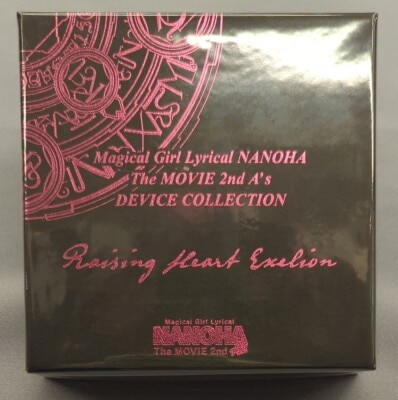 Magical Girl Lyrical NANOHA
The MOVIE 2nd A's
DEVICE COLLECTION
Raising Heart Exelion
Magical Girl Lyrical
NANOHA
The MOVIE 2nd A's